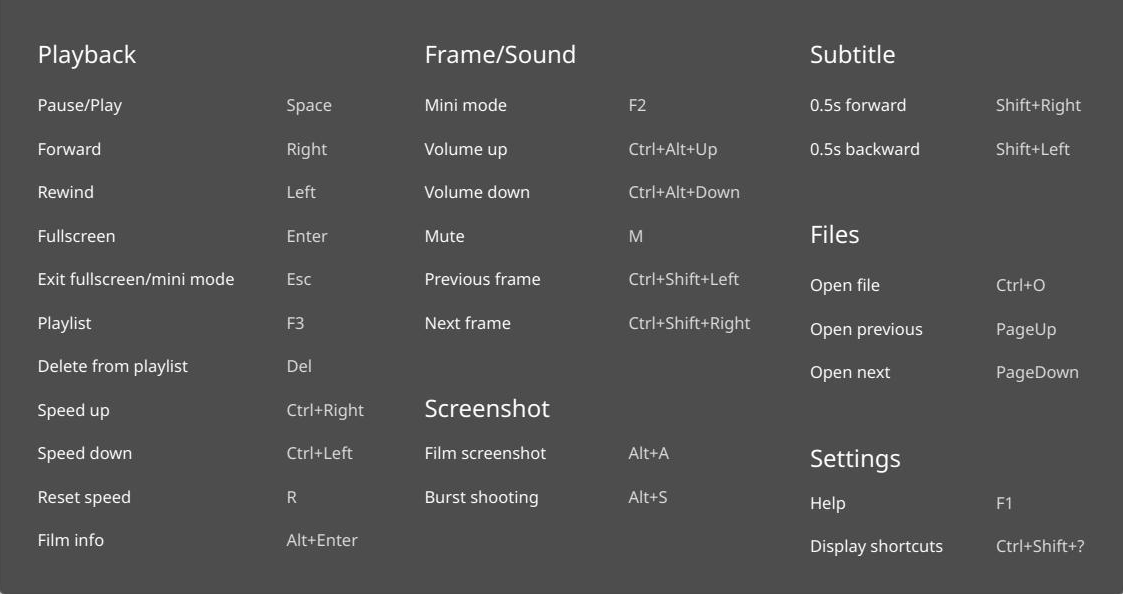 Playback
Pause/Play Space
Forward Right
Rewind Left
Fullscreen Enter
Exit fullscreen/mini mode Esc
Playlist F3
Delete from playlist Del
Speed up Ctrl+Right
Speed down Ctrl+Left
Reset speed R
Film info Alt+Enter
Frame/Sound
Mini mode F2
Volume up Ctrl+Alt+Up
Volume down Ctrl+Alt+Down
Mute M
Previous frame Ctrl+Shift+Left
Next frame Ctrl+Shift+Right
Screenshot
Film screenshot Alt+A
Burst shooting Alt+S
Subtitle
0.5s forward Shift+Right
0.5s backward Shift+Left
Files
Open file Ctrl+O
Open previous PageUp
Open next PageDown
Settings
Help F1
Display shortcuts Ctrl+Shift+?